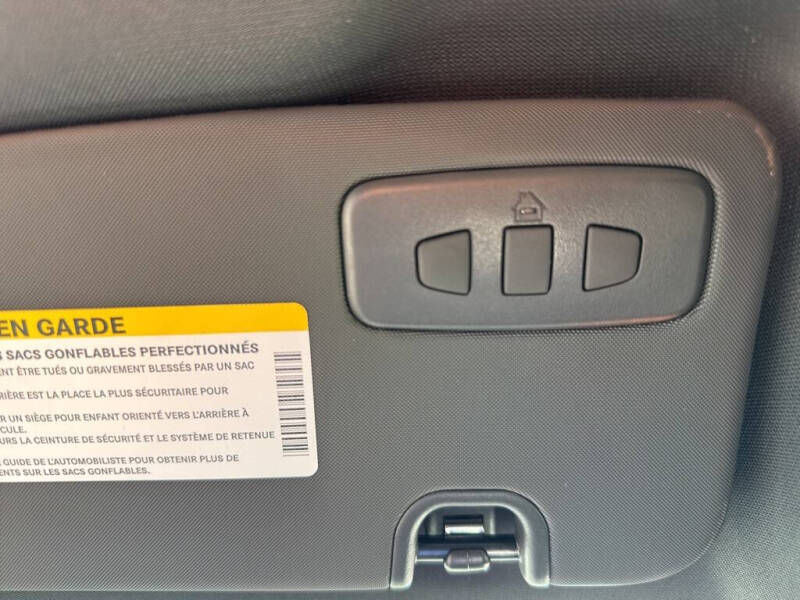 EN GARDE
SACS GONFLABLES PERFECTIONNÉS
ÊTRE TUÉS OU GRAVEMENT BLESSÉS PAR UN SAC
EST LA PLACE LA PLUS SÉCURITAIRE POUR
UN SIÈGE POUR ENFANT ORIENTÉ VERS L'ARRIÈRE À
LA CEINTURE DE SÉCURITÉ ET LE SYSTÈME DE RETENUE
GUIDE DE L'AUTOMOBILISTE POUR OBTENIR PLUS DE
SUR LES SACS GONFLABLES.